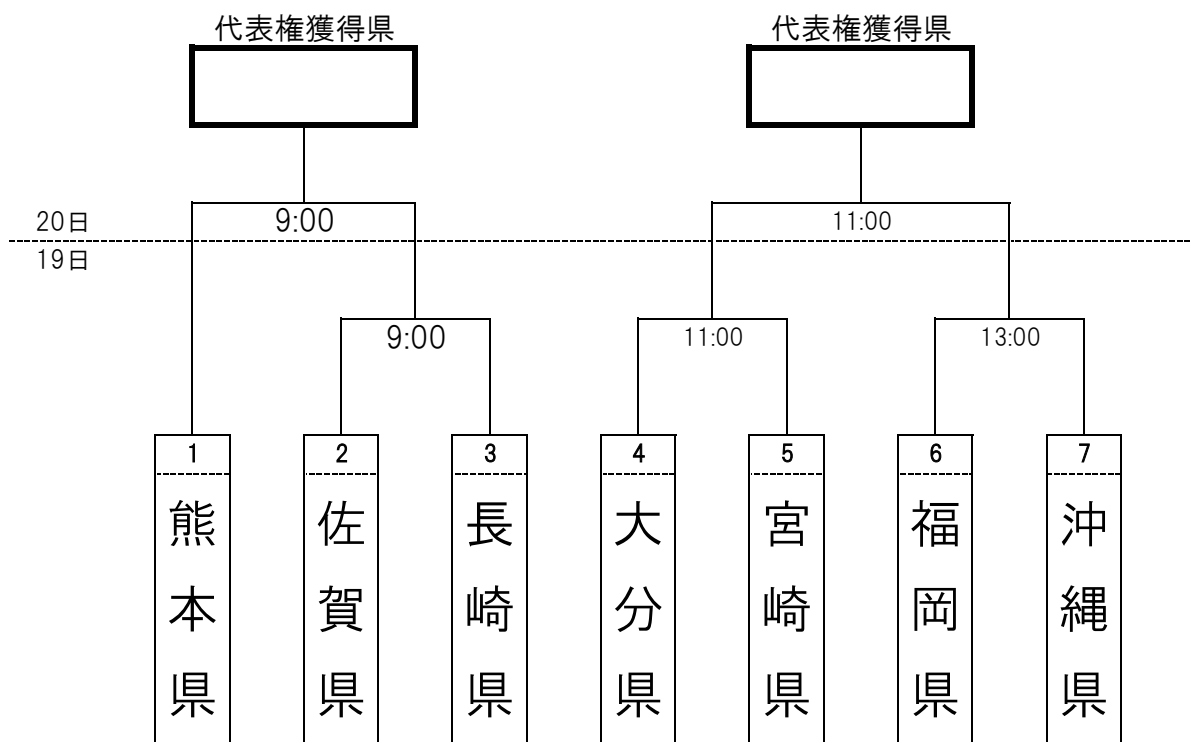 代表権獲得県
代表権獲得県
20日
9:00
11:00
19日
9:00
11:00
13:00
1
2
3
4
5
6
7
熊本県
佐賀県
長崎県
大分県
宮崎県
福岡県
沖縄県